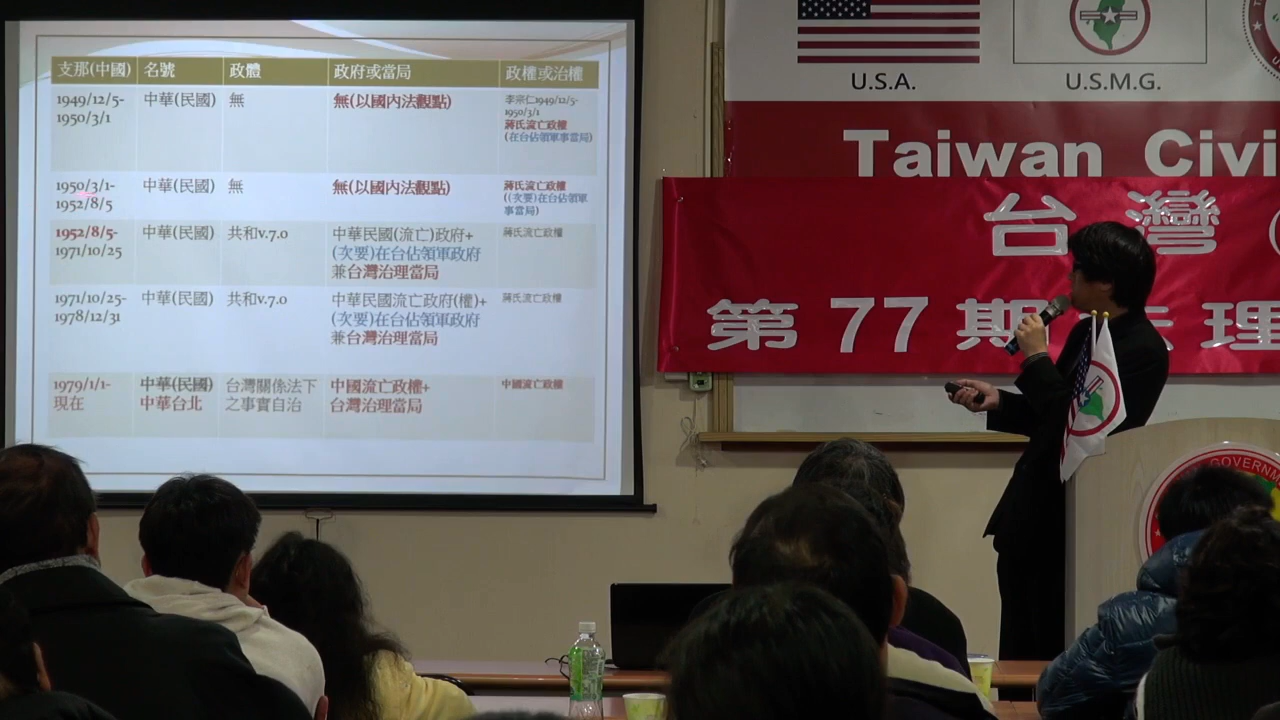 支那(中國) 名號 政體 政府或當局 政權或治權
1949/12/5-
1950/3/1
中華(民國)
無
無(以國內法觀點)
李宗仁1949/12/5-
1950/3/1
蔣氏流亡政權
(在台佔領軍事當局)
1950/3/1-
1952/8/5
中華(民國)
無
無(以國內法觀點)
蔣氏流亡政權
((次要)在台佔領軍
事當局)
1952/8/5-
1971/10/25
中華(民國)
共和v.7.0
中華民國(流亡)政府+
(次要)在台佔領軍政府
兼台灣治理當局
蔣氏流亡政權
1971/10/25-
1978/12/31
中華(民國)
共和v.7.0
中華民國流亡政府(權)+
(次要)在台佔領軍政府
兼台灣治理當局
蔣氏流亡政權
1979/1/1-
現在
中華(民國)
中華台北
台灣關係法下
之事實自治
中國流亡政權+
台灣治理當局
中國流亡政權
U.S.A.
U.S.M.G.
Taiwan Civi
台灣
第77期法理